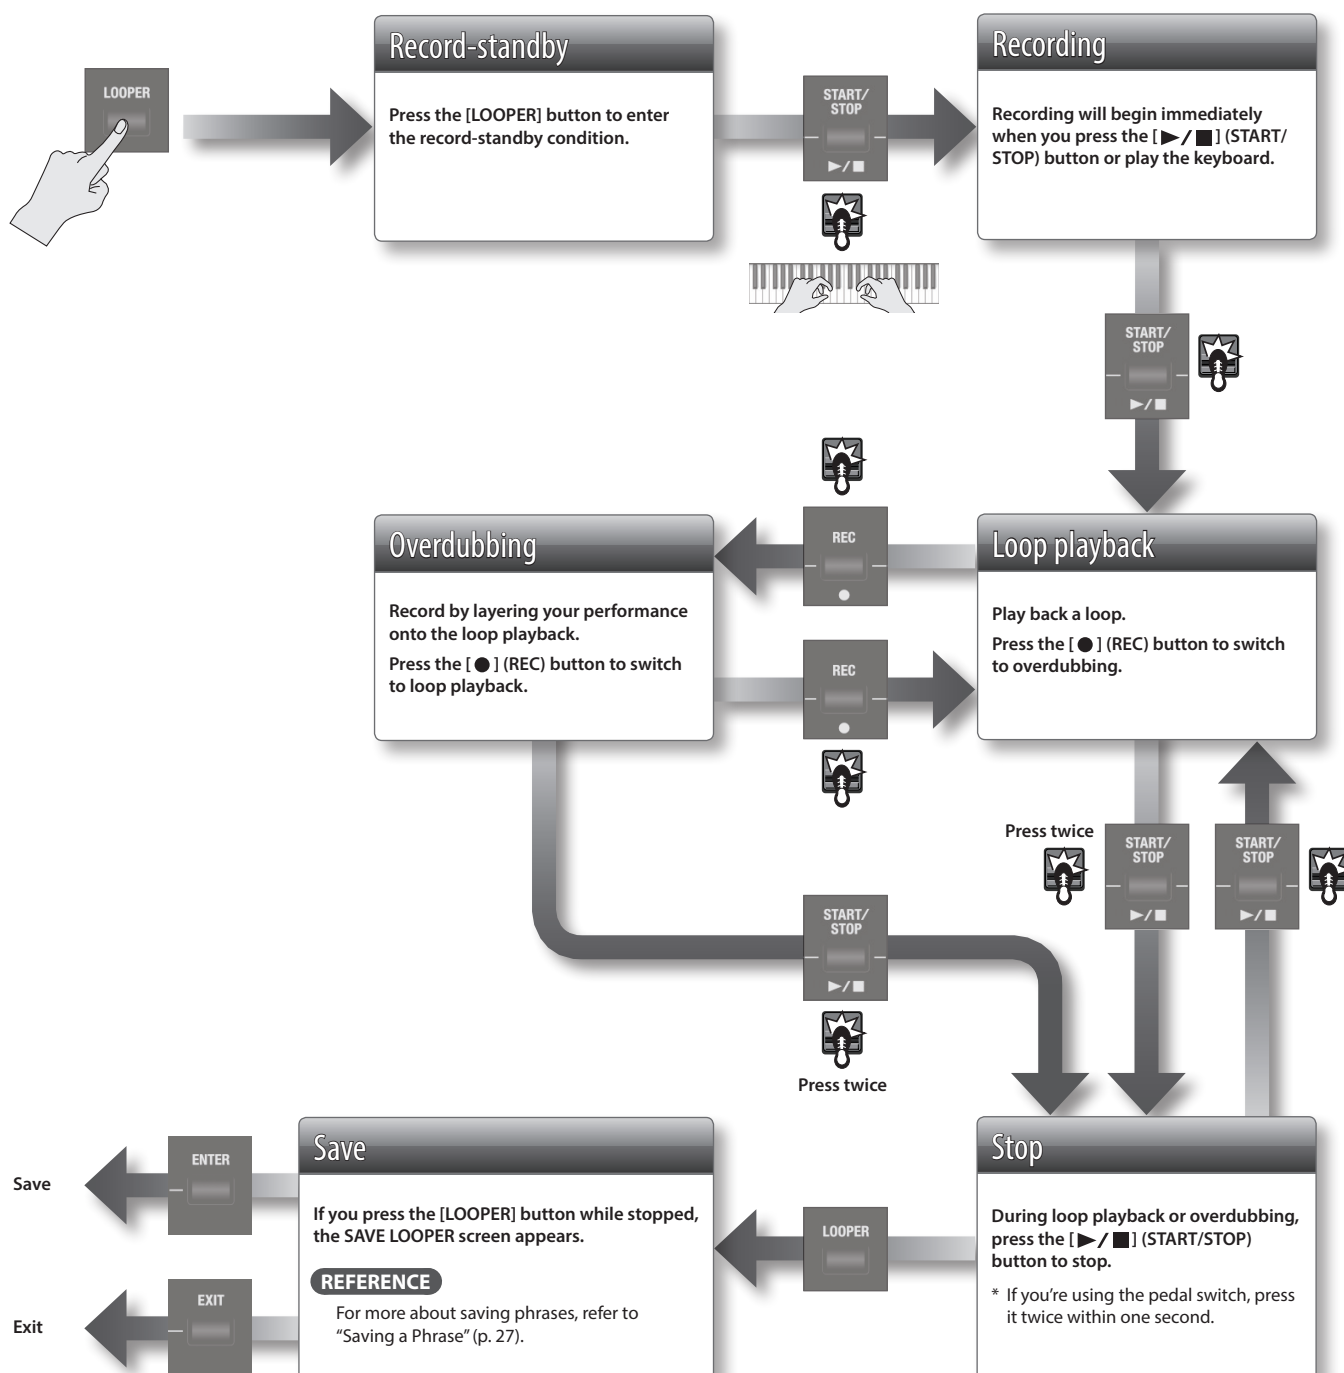 LOOPER
Record-standby
Press the [LOOPER] button to enter
the record-standby condition.
START/
STOP
►/■
Recording
Recording will begin immediately
when you press the [ ►/■ ] (START/
STOP) button or play the keyboard.
START/
STOP
►/■
Overdubbing
Record by layering your performance
onto the loop playback.
Press the [ ● ] (REC) button to switch
to loop playback.
REC
●
REC
●
Loop playback
Play back a loop.
Press the [ ● ] (REC) button to switch
to overdubbing.
Press twice
START/
STOP
►/■
START/
STOP
►/■
START/
STOP
►/■
Press twice
Save
Exit
ENTER
EXIT
Save
If you press the [LOOPER] button while stopped,
the SAVE LOOPER screen appears.
REFERENCE
For more about saving phrases, refer to
“Saving a Phrase” (p. 27).
LOOPER
Stop
During loop playback or overdubbing,
press the [ ►/■ ] (START/STOP)
button to stop.
* If you’re using the pedal switch, press
it twice within one second.